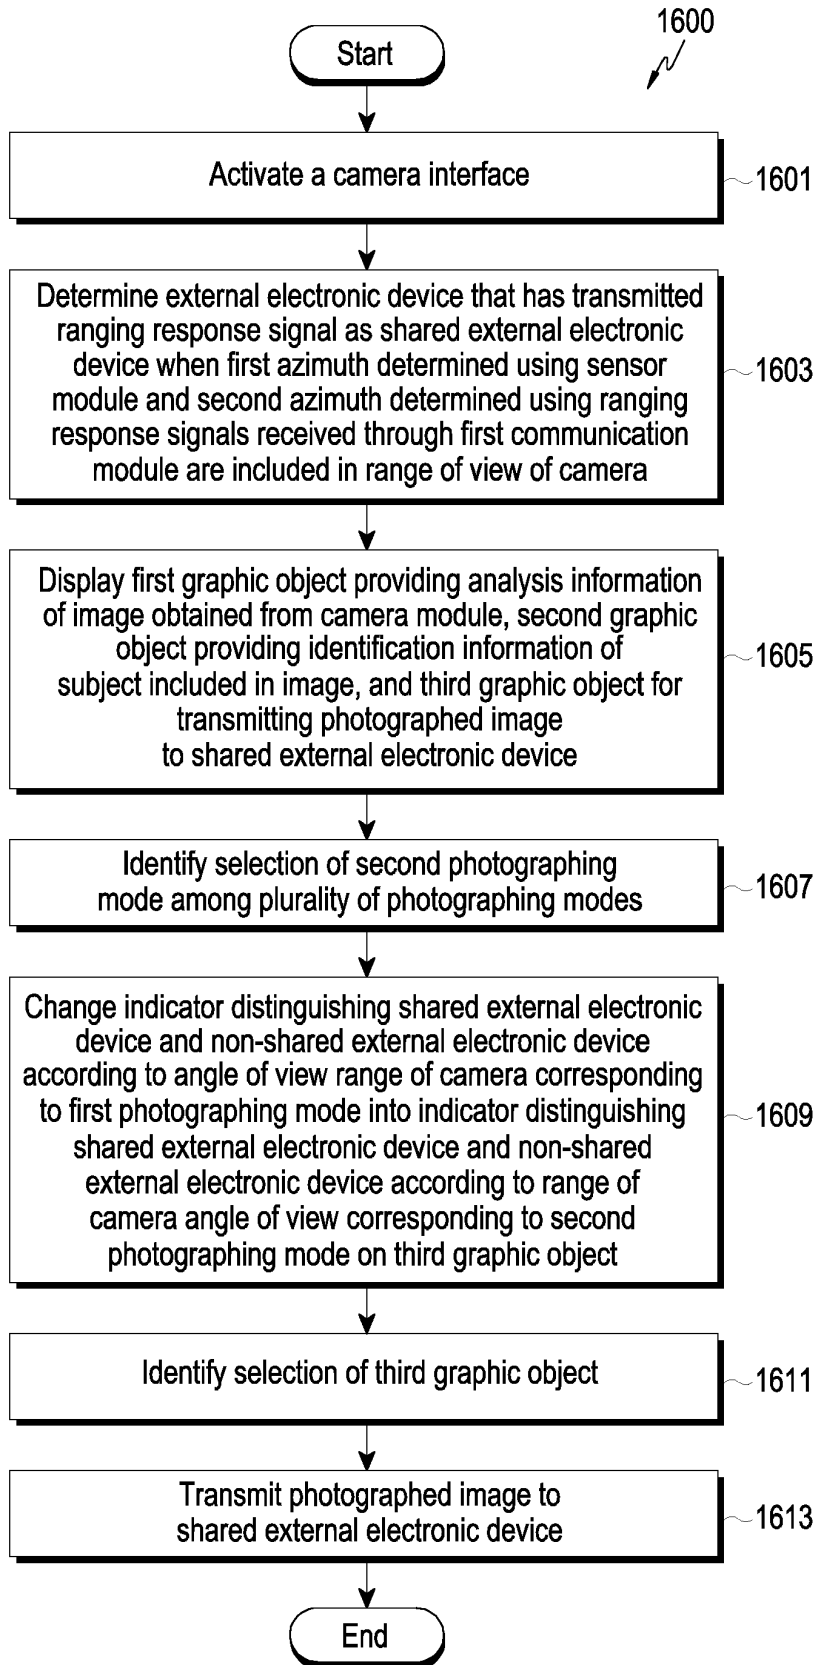 1600
Start
Activate a camera interface
1601
Determine external electronic device that has transmitted
ranging response signal as shared external electronic
device when first azimuth determined using sensor
module and second azimuth determined using ranging
response signals received through first communication
module are included in range of view of camera
1603
Display first graphic object providing analysis information
of image obtained from camera module, second graphic
object providing identification information of
subject included in image, and third graphic object for
transmitting photographed image
to shared external electronic device
1605
Identify selection of second photographing
mode among plurality of photographing modes
1607
Change indicator distinguishing shared external electronic
device and non-shared external electronic device
according to angle of view range of camera corresponding
to first photographing mode into indicator distinguishing
shared external electronic device and non-shared
external electronic device according to range of
camera angle of view corresponding to second
photographing mode on third graphic object
1609
Identify selection of third graphic object
1611
Transmit photographed image to
shared external electronic device
1613
End